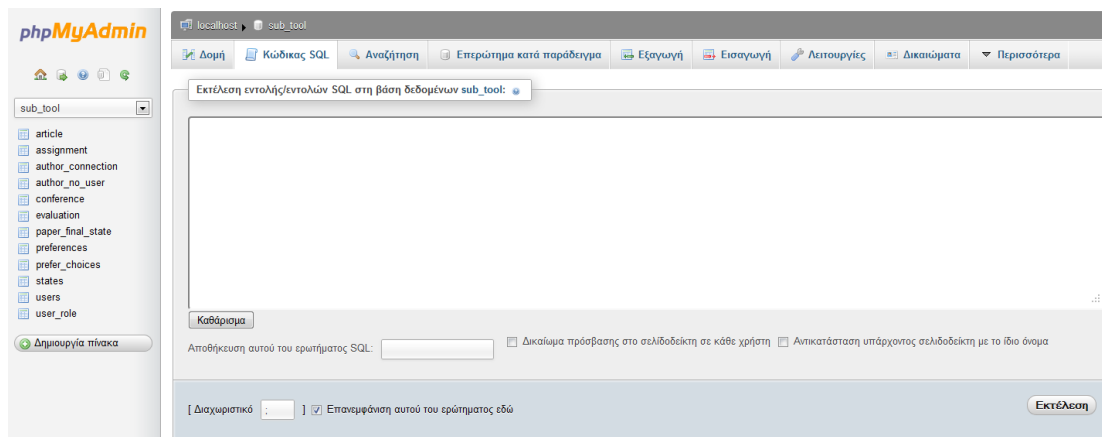 phpMyAdmin
localhost ▸ sub_tool
Δομή Κώδικας SQL Αναζήτηση Επερώτημα κατά παράδειγμα Εξαγωγή Εισαγωγή Λειτουργίες Δικαιώματα Περισσότερα
sub_tool
article
assignment
author_connection
author_no_user
conference
evaluation
paper_final_state
preferences
prefer_choices
states
users
user_role
Δημιουργία πίνακα
Εκτέλεση εντολής/εντολών SQL στη βάση δεδομένων sub_tool:
Καθάρισμα
Αποθήκευση αυτού του ερωτήματος SQL: Δικαίωμα πρόσβασης στο σελίδοδείκτη σε κάθε χρήστη Αντικατάσταση υπάρχοντος σελιδοδείκτη με το ίδιο όνομα
[ Διαχωριστικό ; ] Επανεμφάνιση αυτού του ερώτηματος εδώ
Εκτέλεση